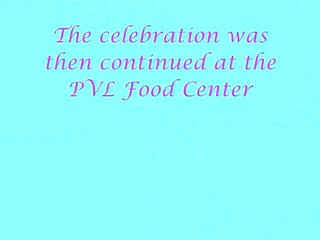 The celebration was
then continued at the
PVL Food Center